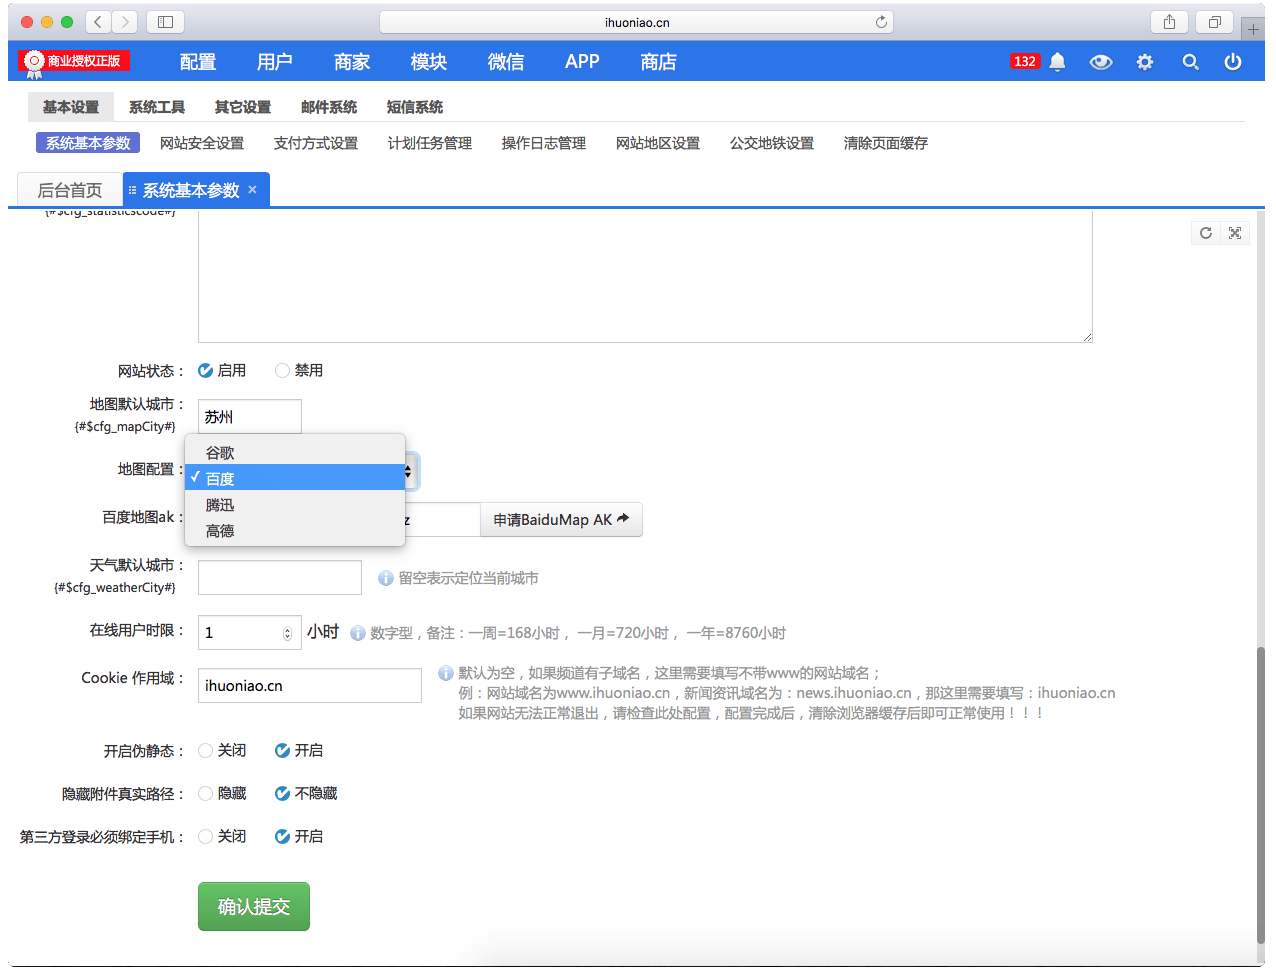 ihuoniao.cn
商业授权正版 配置 用户 商家 模块 微信 APP 商店 132
基本设置 系统工具 其它设置 邮件系统 短信系统
系统基本参数 网站安全设置 支付方式设置 计划任务管理 操作日志管理 网站地区设置 公交地铁设置 清除页面缓存
后台首页 系统基本参数 ×
{#$cfg_statisticscode#}
网站状态： 启用 禁用
地图默认城市： 苏州
{#$cfg_mapCity#}
谷歌
地图配置：
百度
腾迅
百度地图ak： z 申请BaiduMap AK
高德
天气默认城市：
{#$cfg_weatherCity#} 留空表示定位当前城市
在线用户时限： 1 小时 数字型，备注：一周=168小时， 一月=720小时， 一年=8760小时
Cookie 作用域： ihuoniao.cn 默认为空，如果频道有子域名，这里需要填写不带www的网站域名；
例：网站域名为www.ihuoniao.cn，新闻资讯域名为：news.ihuoniao.cn，那这里需要填写：ihuoniao.cn
如果网站无法正常退出，请检查此处配置，配置完成后，清除浏览器缓存后即可正常使用！！！
开启伪静态： 关闭 开启
隐藏附件真实路径： 隐藏 不隐藏
第三方登录必须绑定手机： 关闭 开启
确认提交